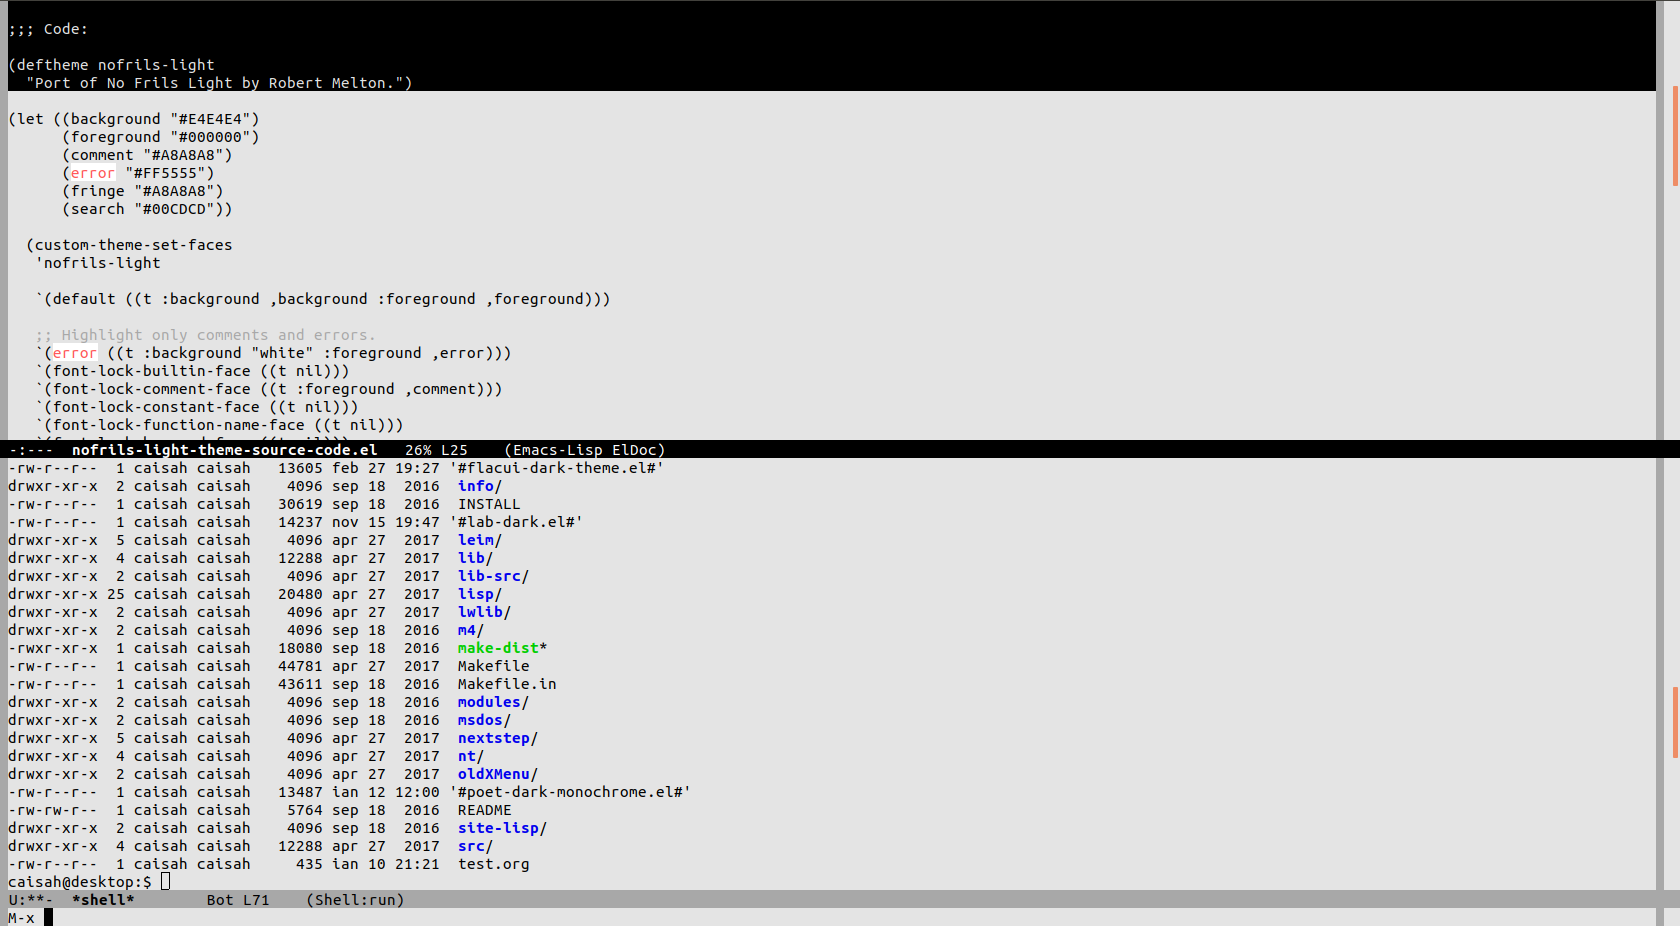 ;;; Code:
(deftheme nofrils-light
  "Port of No Frils Light by Robert Melton.")
(let ((background "#E4E4E4")
      (foreground "#000000")
      (comment "#A8A8A8")
      (error "#FF5555")
      (fringe "#A8A8A8")
      (search "#00CDCD"))
  (custom-theme-set-faces
   'nofrils-light
   `(default ((t :background ,background :foreground ,foreground)))
   ;; Highlight only comments and errors.
   `(error ((t :background "white" :foreground ,error)))
   `(font-lock-builtin-face ((t nil)))
   `(font-lock-comment-face ((t :foreground ,comment)))
   `(font-lock-constant-face ((t nil)))
   `(font-lock-function-name-face ((t nil)))
-:---  nofrils-light-theme-source-code.el   26% L25    (Emacs-Lisp ElDoc)
-rw-r--r--  1 caisah caisah   13605 feb 27 19:27 '#flacui-dark-theme.el#'
drwxr-xr-x  2 caisah caisah    4096 sep 18  2016  info/
-rw-r--r--  1 caisah caisah   30619 sep 18  2016  INSTALL
-rw-r--r--  1 caisah caisah   14237 nov 15 19:47 '#lab-dark.el#'
drwxr-xr-x  5 caisah caisah    4096 apr 27  2017  leim/
drwxr-xr-x  4 caisah caisah   12288 apr 27  2017  lib/
drwxr-xr-x  2 caisah caisah    4096 apr 27  2017  lib-src/
drwxr-xr-x 25 caisah caisah   20480 apr 27  2017  lisp/
drwxr-xr-x  2 caisah caisah    4096 apr 27  2017  lwlib/
drwxr-xr-x  2 caisah caisah    4096 sep 18  2016  m4/
-rwxr-xr-x  1 caisah caisah   18080 sep 18  2016  make-dist*
-rw-r--r--  1 caisah caisah   44781 apr 27  2017  Makefile
-rw-r--r--  1 caisah caisah   43611 sep 18  2016  Makefile.in
drwxr-xr-x  2 caisah caisah    4096 sep 18  2016  modules/
drwxr-xr-x  2 caisah caisah    4096 sep 18  2016  msdos/
drwxr-xr-x  5 caisah caisah    4096 apr 27  2017  nextstep/
drwxr-xr-x  4 caisah caisah    4096 apr 27  2017  nt/
drwxr-xr-x  2 caisah caisah    4096 apr 27  2017  oldXMenu/
-rw-r--r--  1 caisah caisah   13487 ian 12 12:00 '#poet-dark-monochrome.el#'
-rw-rw-r--  1 caisah caisah    5764 sep 18  2016  README
drwxr-xr-x  2 caisah caisah    4096 sep 18  2016  site-lisp/
drwxr-xr-x  4 caisah caisah   12288 apr 27  2017  src/
-rw-r--r--  1 caisah caisah     435 ian 10 21:21  test.org
caisah@desktop:$
U:**-  *shell*        Bot L71    (Shell:run)
M-x